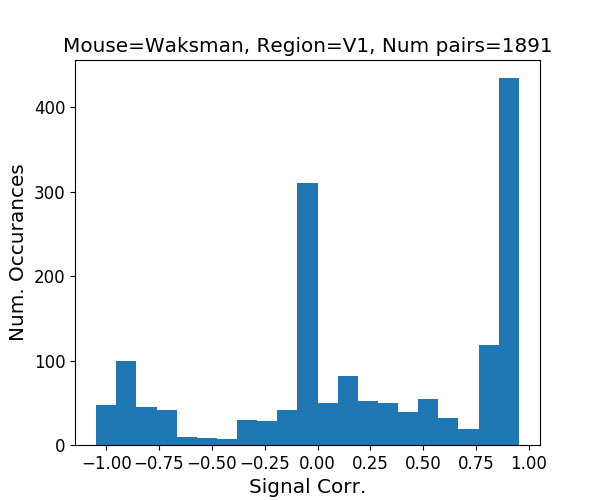 Mouse=Waksman, Region=V1, Num pairs=1891
Num. Occurances
400
300
200
100
0
−1.00 −0.75 −0.50 −0.25 0.00 0.25 0.50 0.75 1.00
Signal Corr.